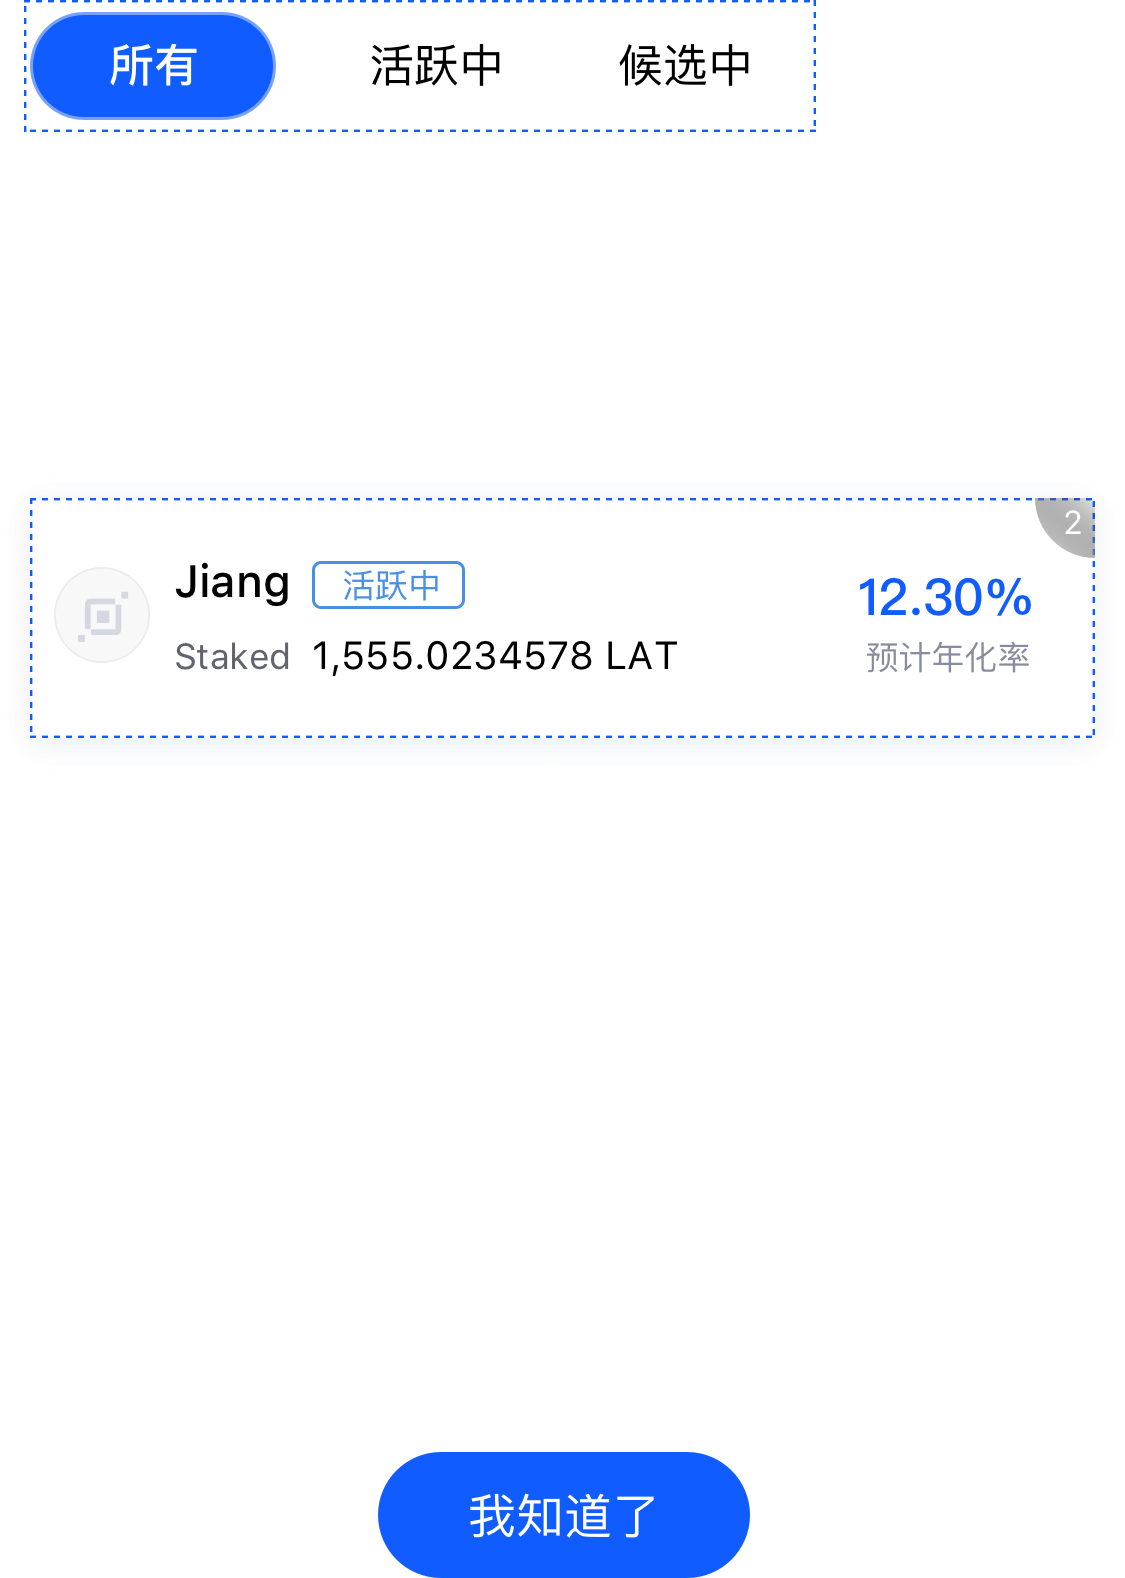 所有 活跃中 候选中
2
Jiang 活跃中
12.30%
Staked 1,555.0234578 LAT
预计年化率
我知道了